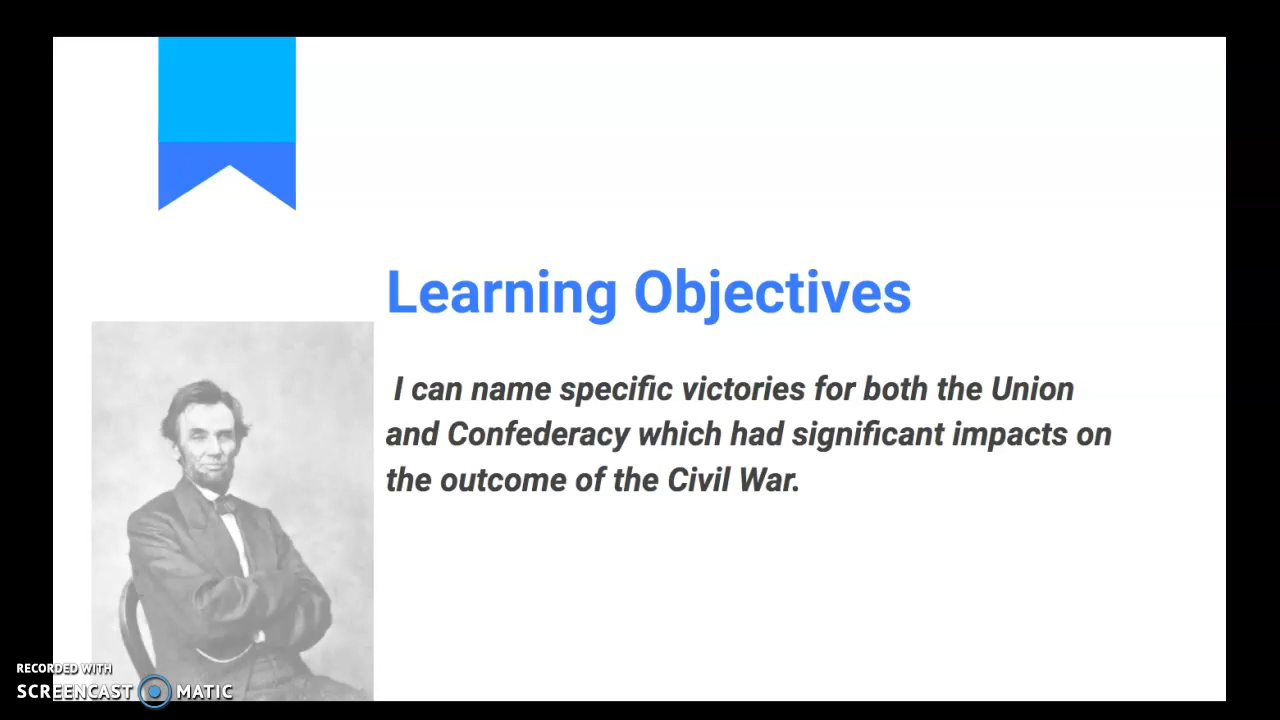 Learning Objectives
I can name specific victories for both the Union
and Confederacy which had significant impacts on
the outcome of the Civil War.
RECORDED WITH
SCREENCAST MATIC